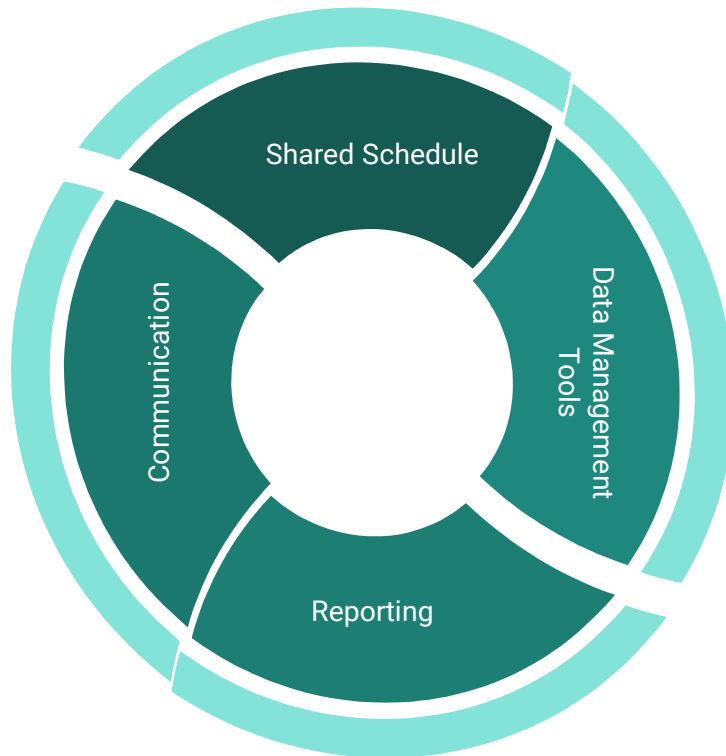 Shared Schedule
Data Management
Tools
Reporting
Communication